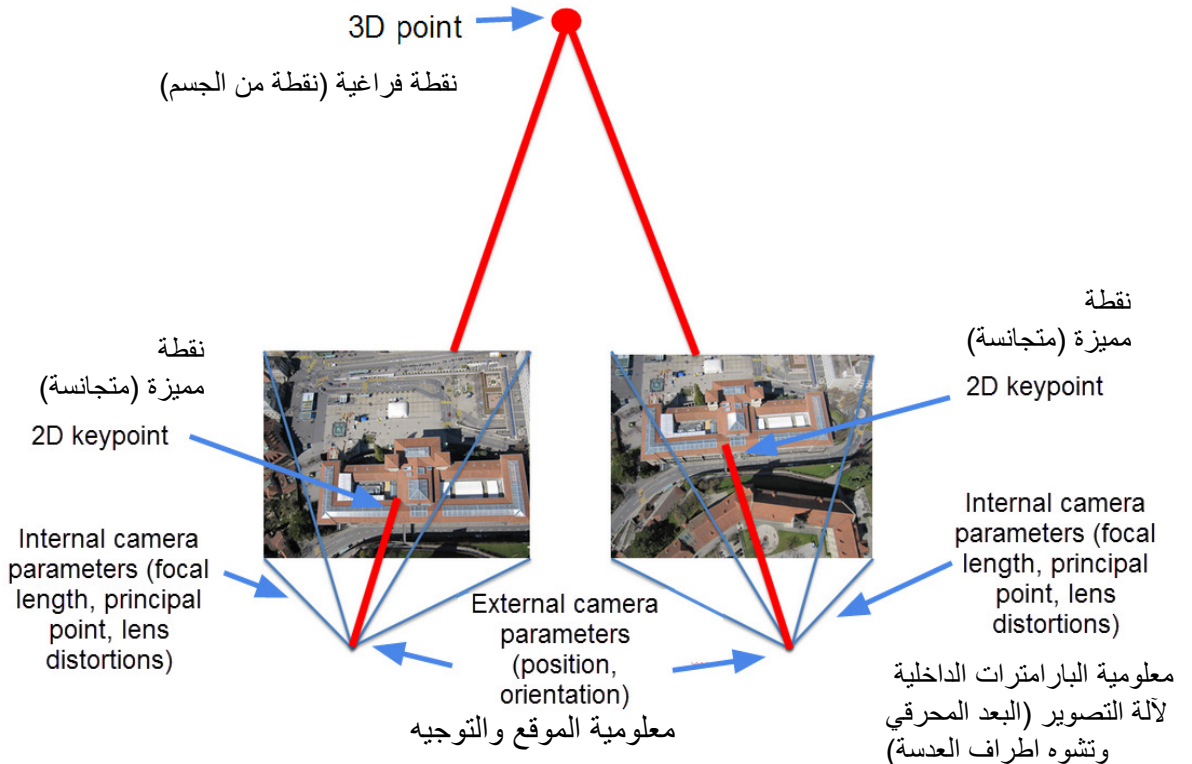 3D point
نقطة فراغية (نقطة من الجسم)
نقطة
مميزة (متجانسة)
2D keypoint
نقطة
مميزة (متجانسة)
2D keypoint
Internal camera
parameters (focal
length, principal
point, lens
distortions)
External camera
parameters
(position,
orientation)
معلومية الموقع والتوجيه
Internal camera
parameters (focal
length, principal
point, lens
distortions)
معلومية البارامترات الداخلية
لآلة التصوير (البعد المحرقي
وتشوه اطراف العدسة)